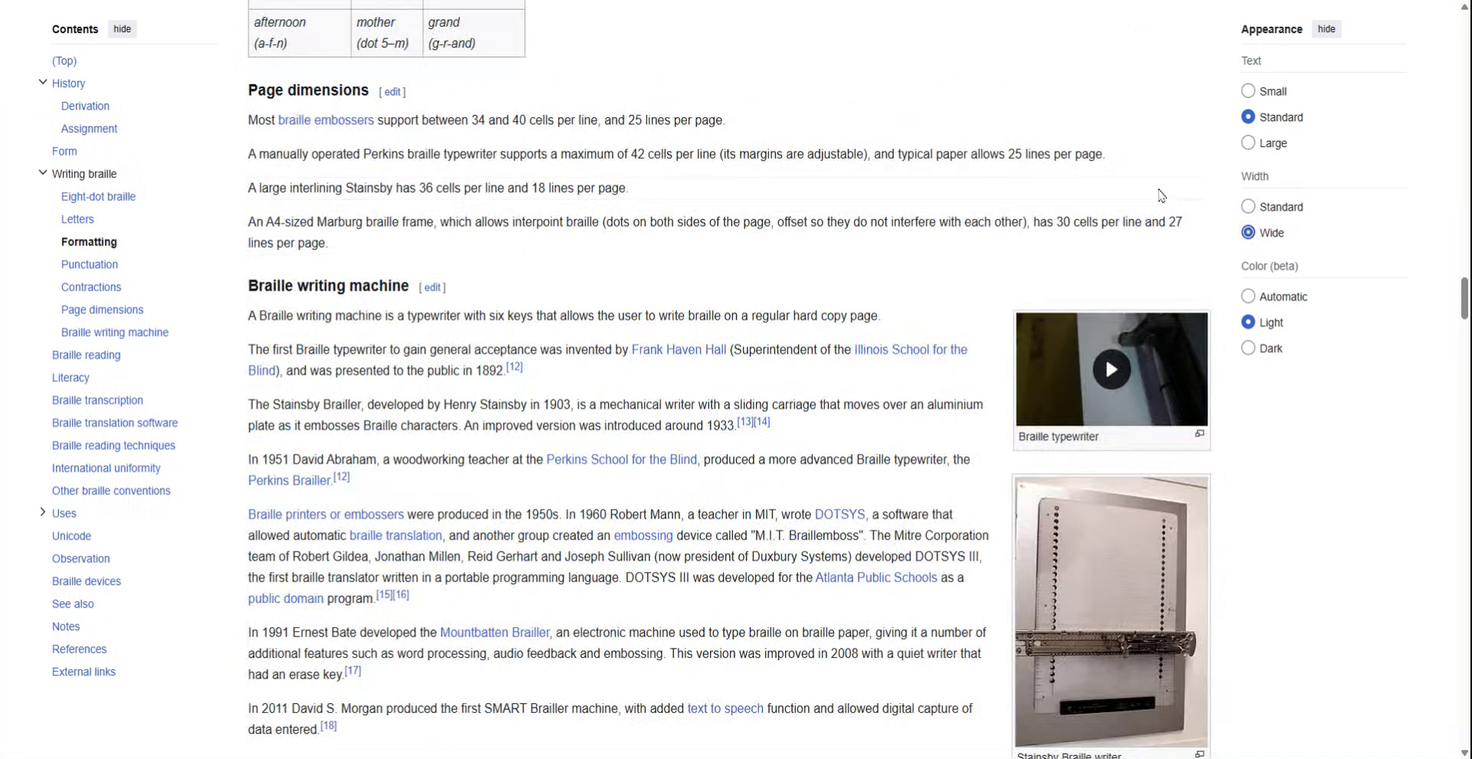 Contents hide
(Top)
History
Derivation
Assignment
Form
Writing braille
Eight-dot braille
Letters
Formatting
Punctuation
Contractions
Page dimensions
Braille writing machine
Braille reading
Literacy
Braille transcription
Braille translation software
Braille reading techniques
International uniformity
Other braille conventions
Uses
Unicode
Observation
Braille devices
See also
Notes
References
External links
afternoon mother grand
(a-f-n) (dot 5–m) (g-r-and)
Page dimensions [ edit ]
Most braille embossers support between 34 and 40 cells per line, and 25 lines per page.
A manually operated Perkins braille typewriter supports a maximum of 42 cells per line (its margins are adjustable), and typical paper allows 25 lines per page.
A large interlining Stainsby has 36 cells per line and 18 lines per page.
An A4-sized Marburg braille frame, which allows interpoint braille (dots on both sides of the page, offset so they do not interfere with each other), has 30 cells per line and 27
lines per page.
Braille writing machine [ edit ]
A Braille writing machine is a typewriter with six keys that allows the user to write braille on a regular hard copy page.
The first Braille typewriter to gain general acceptance was invented by Frank Haven Hall (Superintendent of the Illinois School for the
Blind), and was presented to the public in 1892.[12]
The Stainsby Brailler, developed by Henry Stainsby in 1903, is a mechanical writer with a sliding carriage that moves over an aluminium
plate as it embosses Braille characters. An improved version was introduced around 1933.[13][14]
In 1951 David Abraham, a woodworking teacher at the Perkins School for the Blind, produced a more advanced Braille typewriter, the
Perkins Brailler.[12]
Braille printers or embossers were produced in the 1950s. In 1960 Robert Mann, a teacher in MIT, wrote DOTSYS, a software that
allowed automatic braille translation, and another group created an embossing device called "M.I.T. Braillemboss". The Mitre Corporation
team of Robert Gildea, Jonathan Millen, Reid Gerhart and Joseph Sullivan (now president of Duxbury Systems) developed DOTSYS III,
the first braille translator written in a portable programming language. DOTSYS III was developed for the Atlanta Public Schools as a
public domain program.[15][16]
In 1991 Ernest Bate developed the Mountbatten Brailler, an electronic machine used to type braille on braille paper, giving it a number of
additional features such as word processing, audio feedback and embossing. This version was improved in 2008 with a quiet writer that
had an erase key.[17]
In 2011 David S. Morgan produced the first SMART Brailler machine, with added text to speech function and allowed digital capture of
data entered.[18]
Braille typewriter
Stainsby Braille writer
Appearance hide
Text
Small
Standard
Large
Width
Standard
Wide
Color (beta)
Automatic
Light
Dark